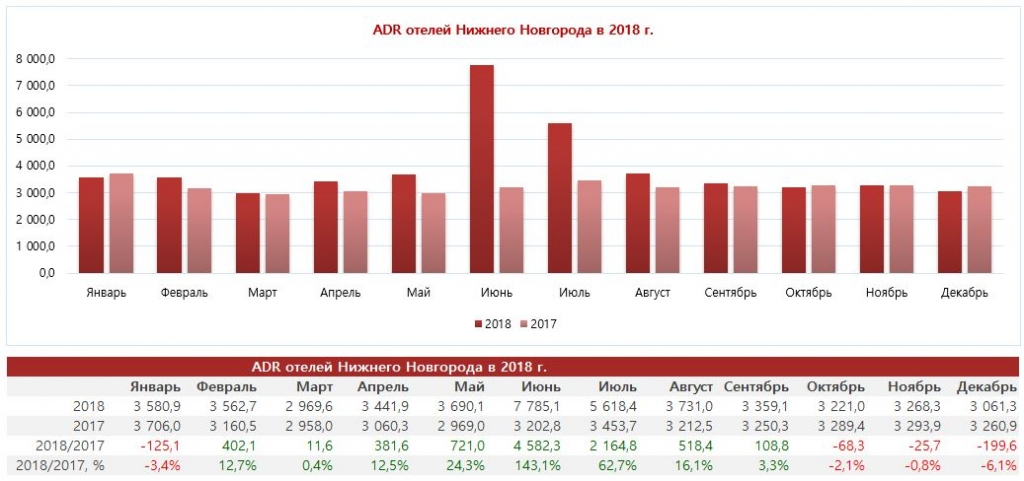 ADR отелей Нижнего Новгорода в 2018 г.
8 000,0
7 000,0
6 000,0
5 000,0
4 000,0
3 000,0
2 000,0
1 000,0
0,0
Январь Февраль Март Апрель Май Июнь Июль Август Сентябрь Октябрь Ноябрь Декабрь
2018 2017
ADR отелей Нижнего Новгорода в 2018 г.
Январь Февраль Март Апрель Май Июнь Июль Август Сентябрь Октябрь Ноябрь Декабрь
2018 3 580,9 3 562,7 2 969,6 3 441,9 3 690,1 7 785,1 5 618,4 3 731,0 3 359,1 3 221,0 3 268,3 3 061,3
2017 3 706,0 3 160,5 2 958,0 3 060,3 2 969,0 3 202,8 3 453,7 3 212,5 3 250,3 3 289,4 3 293,9 3 260,9
2018/2017 -125,1 402,1 11,6 381,6 721,0 4 582,3 2 164,8 518,4 108,8 -68,3 -25,7 -199,6
2018/2017, % -3,4% 12,7% 0,4% 12,5% 24,3% 143,1% 62,7% 16,1% 3,3% -2,1% -0,8% -6,1%